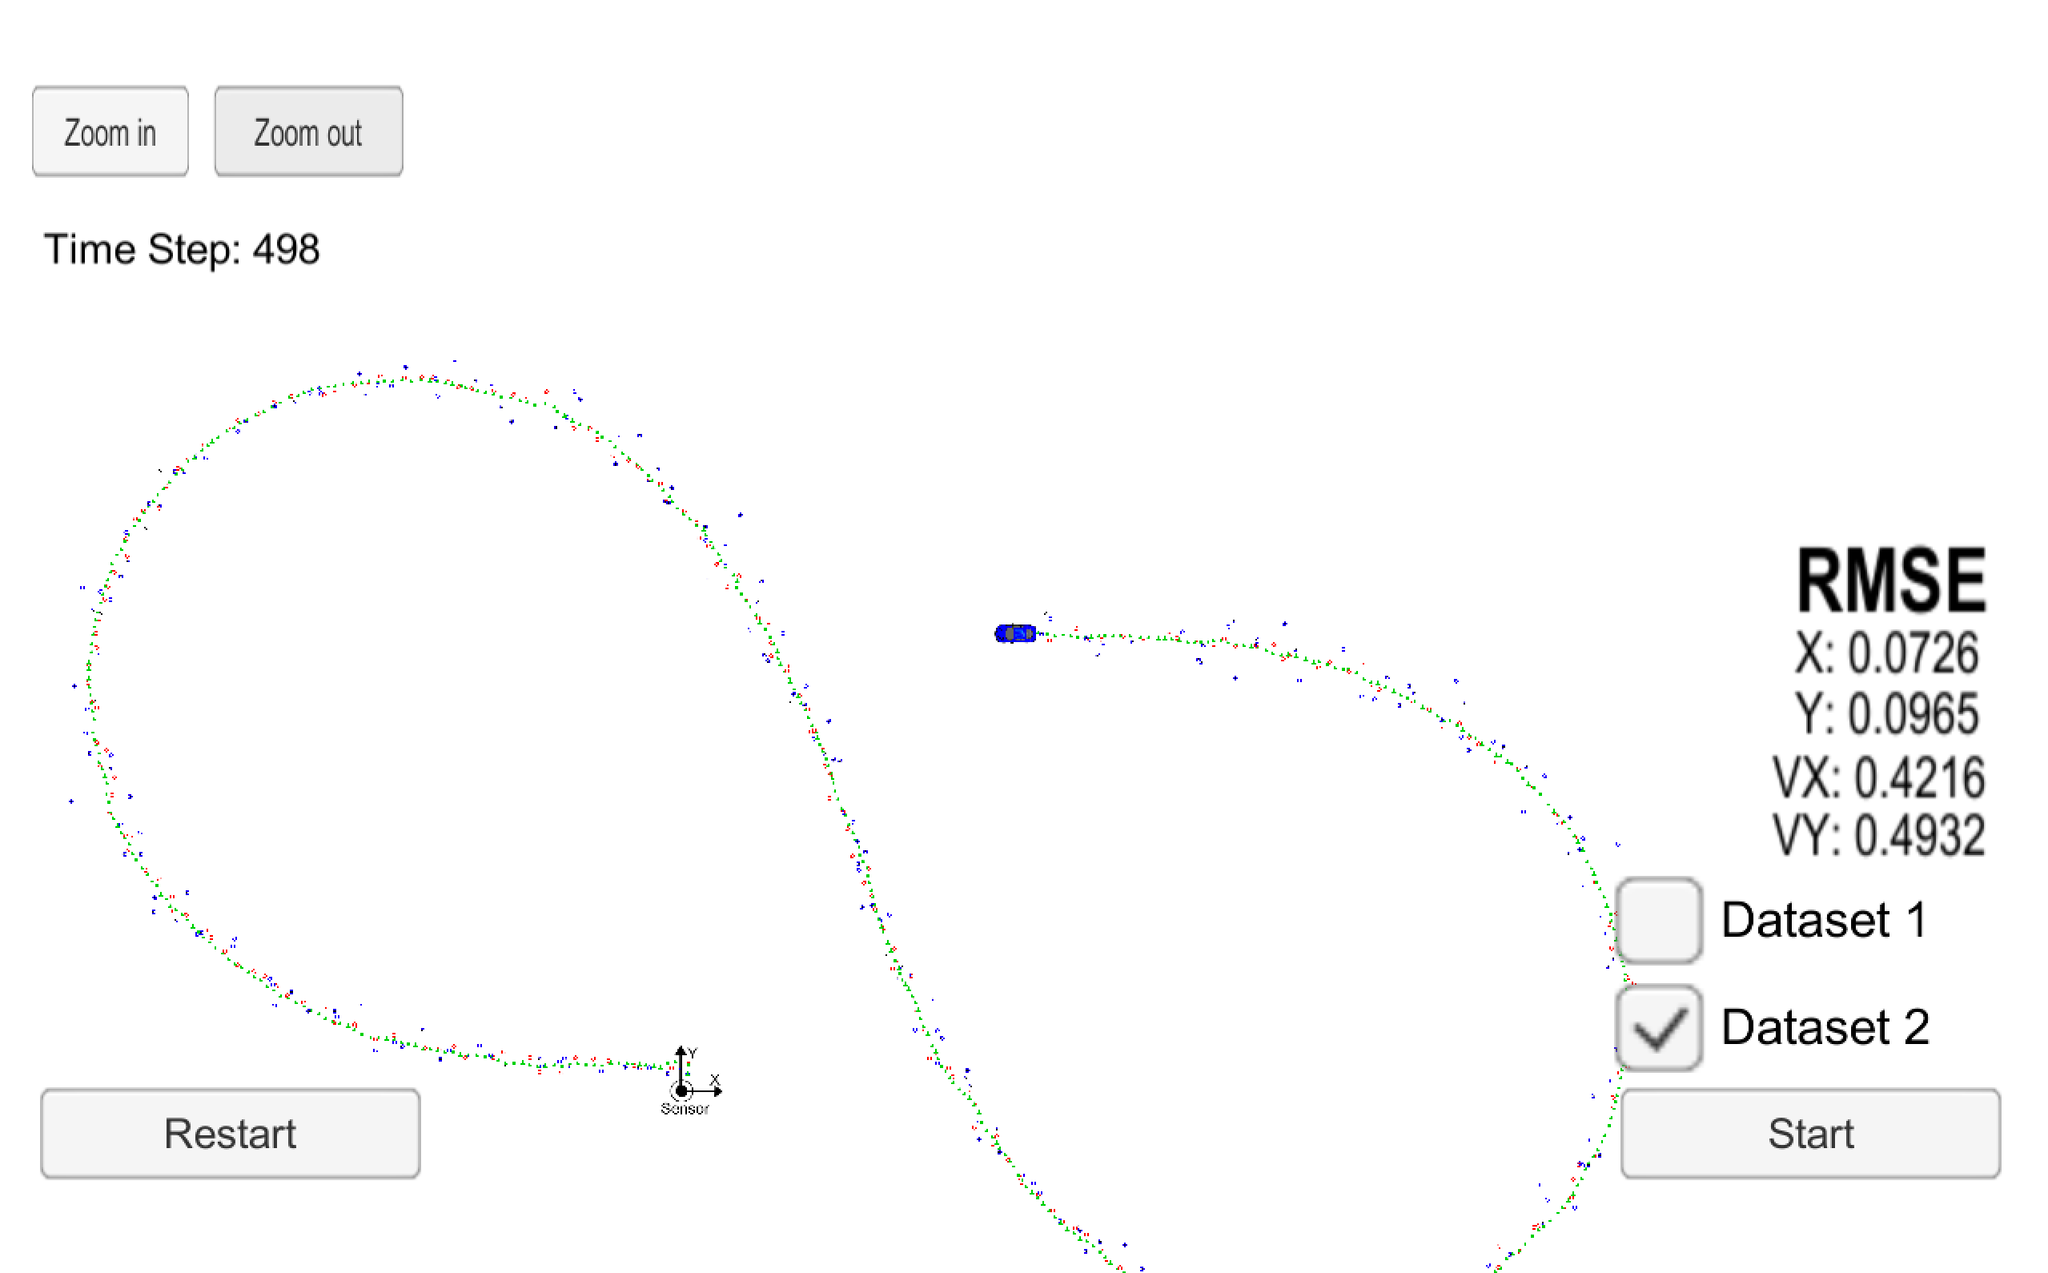 Zoom in
Zoom out
Time Step: 498
RMSE
X: 0.0726
Y: 0.0965
VX: 0.4216
VY: 0.4932
Dataset 1
Dataset 2
Y
X
Sensor
Restart
Start